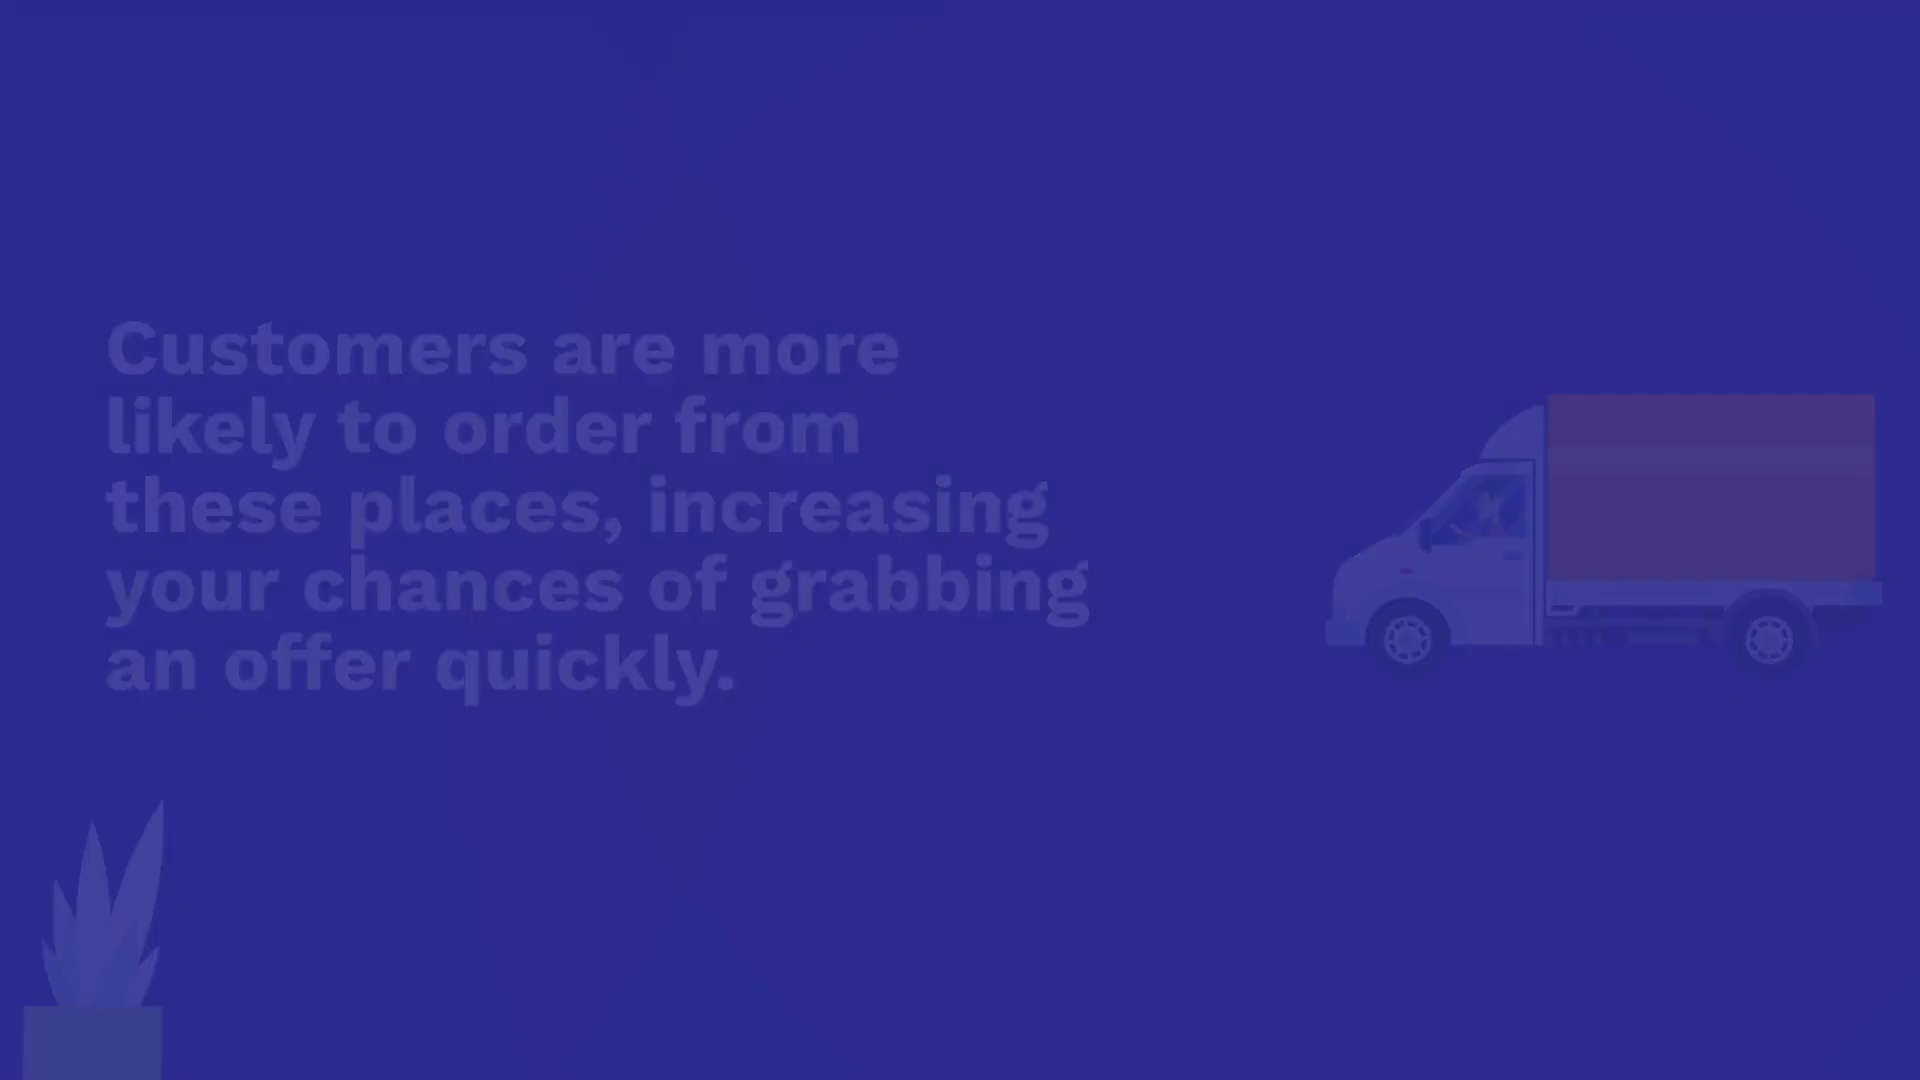 Customers are more
likely to order from
these places, increasing
your chances of grabbing
an offer quickly.